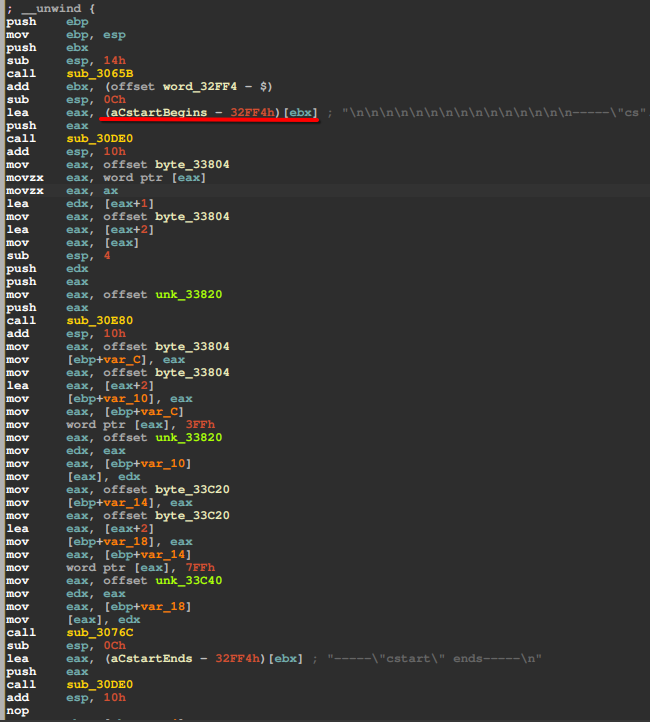 ; __unwind {
push    ebp
mov     ebp, esp
push    ebx
sub     esp, 14h
call    sub_3065B
add     ebx, (offset word_32FF4 - $)
sub     esp, 0Ch
lea     eax, (aCstartBegins - 32FF4h)[ebx] ; "\n\n\n\n\n\n\n\n\n\n\n\n\n\n\n-----\"cs"
push    eax
call    sub_30DE0
add     esp, 10h
mov     eax, offset byte_33804
movzx   eax, word ptr [eax]
movzx   eax, ax
lea     edx, [eax+1]
mov     eax, offset byte_33804
lea     eax, [eax+2]
mov     eax, [eax]
sub     esp, 4
push    edx
push    eax
mov     eax, offset unk_33820
push    eax
call    sub_30E80
add     esp, 10h
mov     eax, offset byte_33804
mov     [ebp+var_C], eax
mov     eax, offset byte_33804
lea     eax, [eax+2]
mov     [ebp+var_10], eax
mov     eax, [ebp+var_C]
mov     word ptr [eax], 3FFh
mov     eax, offset unk_33820
mov     edx, eax
mov     eax, [ebp+var_10]
mov     [eax], edx
mov     eax, offset byte_33C20
mov     [ebp+var_14], eax
mov     eax, offset byte_33C20
lea     eax, [eax+2]
mov     [ebp+var_18], eax
mov     eax, [ebp+var_14]
mov     word ptr [eax], 7FFh
mov     eax, offset unk_33C40
mov     edx, eax
mov     eax, [ebp+var_18]
mov     [eax], edx
call    sub_3076C
sub     esp, 0Ch
lea     eax, (aCstartEnds - 32FF4h)[ebx] ; "-----\"cstart\" ends-----\n"
push    eax
call    sub_30DE0
add     esp, 10h
nop